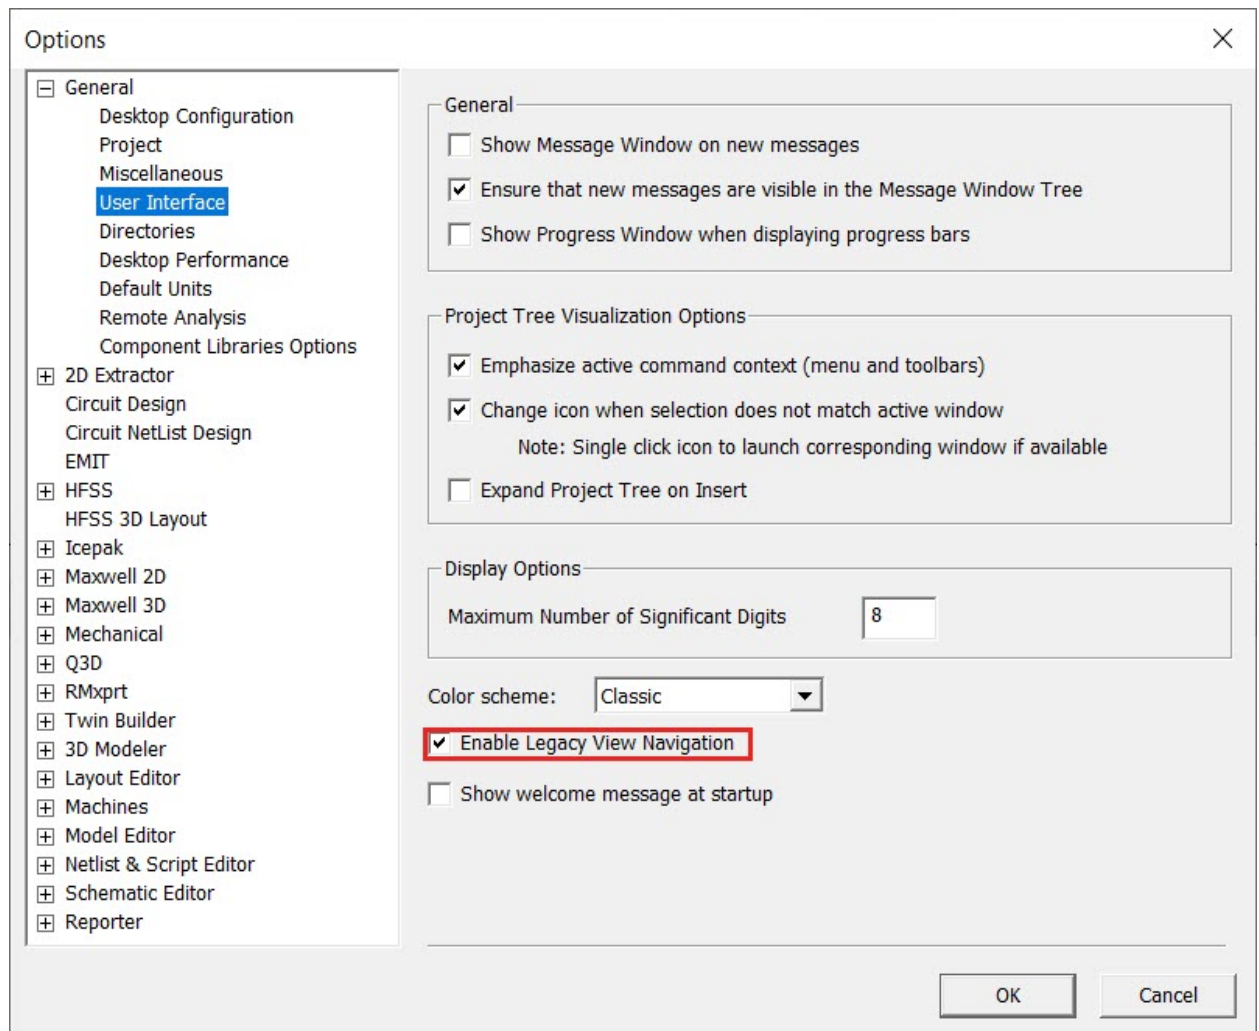 Options
General
Desktop Configuration
Project
Miscellaneous
User Interface
Directories
Desktop Performance
Default Units
Remote Analysis
Component Libraries Options
2D Extractor
Circuit Design
Circuit NetList Design
EMIT
HFSS
HFSS 3D Layout
Icepak
Maxwell 2D
Maxwell 3D
Mechanical
Q3D
RMxprt
Twin Builder
3D Modeler
Layout Editor
Machines
Model Editor
Netlist & Script Editor
Schematic Editor
Reporter
General
Show Message Window on new messages
Ensure that new messages are visible in the Message Window Tree
Show Progress Window when displaying progress bars
Project Tree Visualization Options
Emphasize active command context (menu and toolbars)
Change icon when selection does not match active window
Note: Single click icon to launch corresponding window if available
Expand Project Tree on Insert
Display Options
Maximum Number of Significant Digits 8
Color scheme: Classic
Enable Legacy View Navigation
Show welcome message at startup
OK Cancel